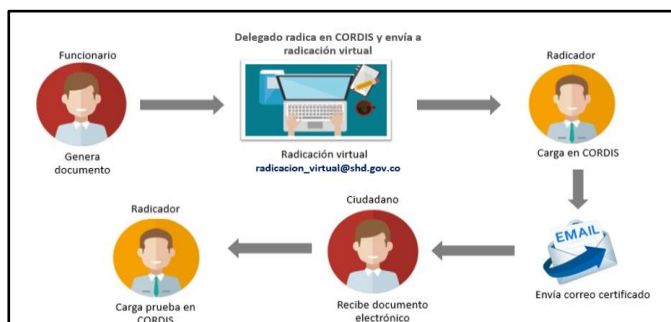 Delegado radica en CORDIS y envía a
radicación virtual
Funcionario
Genera
documento
Radicación virtual
radicacion_virtual@shd.gov.co
Radicador
Carga en CORDIS
EMAIL
Envía correo certificado
Ciudadano
Recibe documento
electrónico
Radicador
Carga prueba en
CORDIS